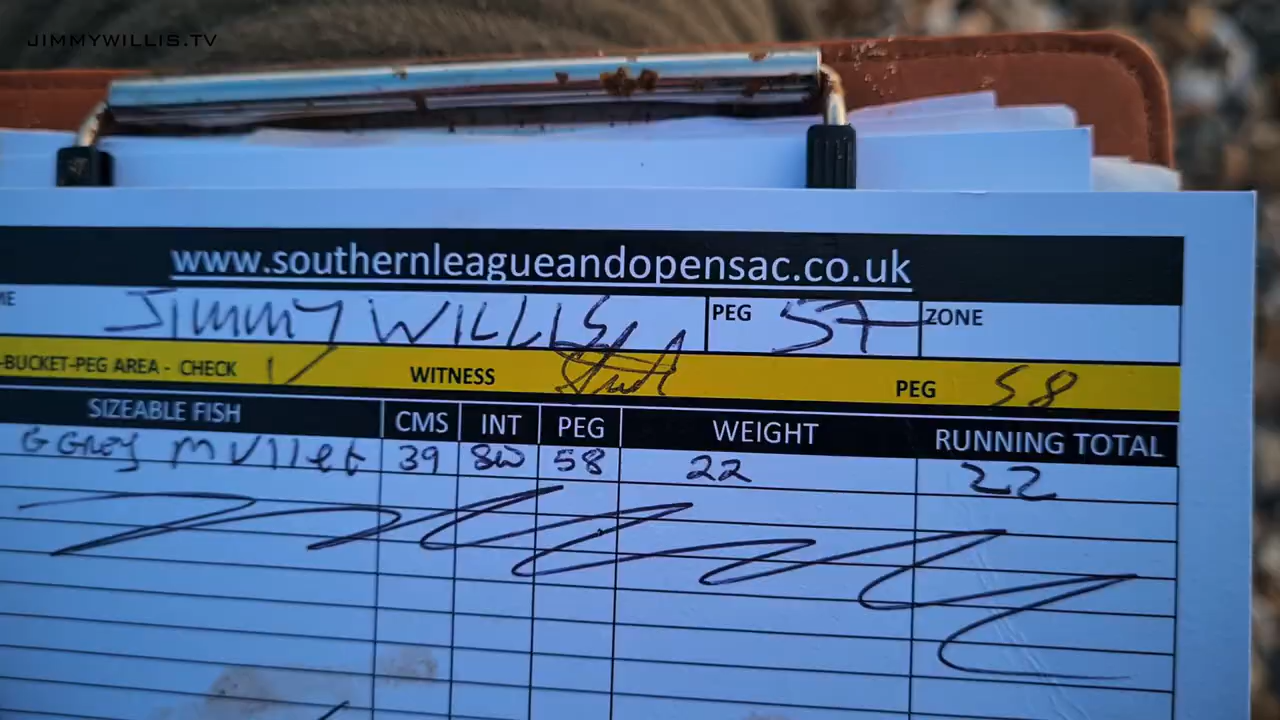 JIMMYWILLIS.TV
www.southernleagueandopensac.co.uk
ME JIMMY WILLIS PEG 57 ZONE
-BUCKET-PEG AREA - CHECK WITNESS PEG 58
SIZEABLE FISH CMS INT PEG WEIGHT RUNNING TOTAL
G GREY MUllet 39 SW 58 22 22